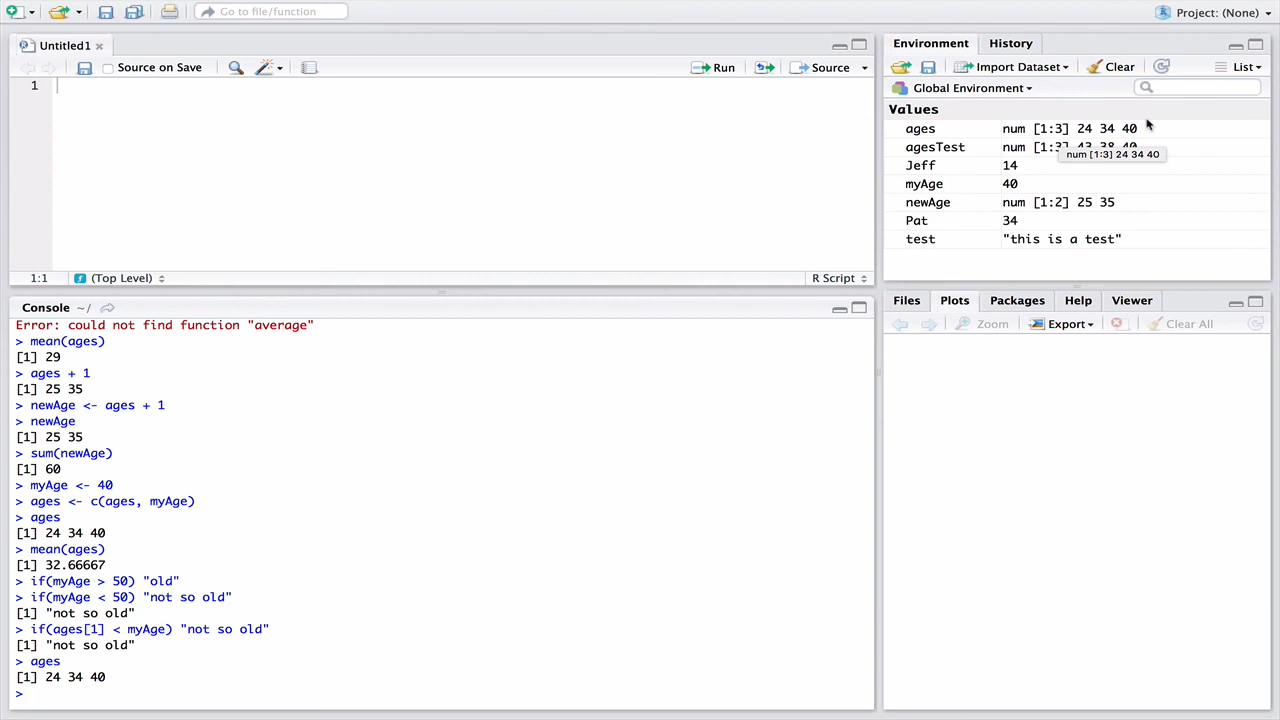 Go to file/function
Project: (None)
Untitled1
Source on Save
Run
Source
1
1:1
(Top Level)
R Script
Console ~/
Error: could not find function "average"
> mean(ages)
[1] 29
> ages + 1
[1] 25 35
> newAge <- ages + 1
> newAge
[1] 25 35
> sum(newAge)
[1] 60
> myAge <- 40
> ages <- c(ages, myAge)
> ages
[1] 24 34 40
> mean(ages)
[1] 32.66667
> if(myAge > 50) "old"
> if(myAge < 50) "not so old"
[1] "not so old"
> if(ages[1] < myAge) "not so old"
[1] "not so old"
> ages
[1] 24 34 40
>
Environment
History
Import Dataset
Clear
List
Global Environment
Values
ages num [1:3] 24 34 40
agesTest num [1:3] 43 38 40
num [1:3] 24 34 40
Jeff 14
myAge 40
newAge num [1:2] 25 35
Pat 34
test "this is a test"
Files
Plots
Packages
Help
Viewer
Zoom
Export
Clear All